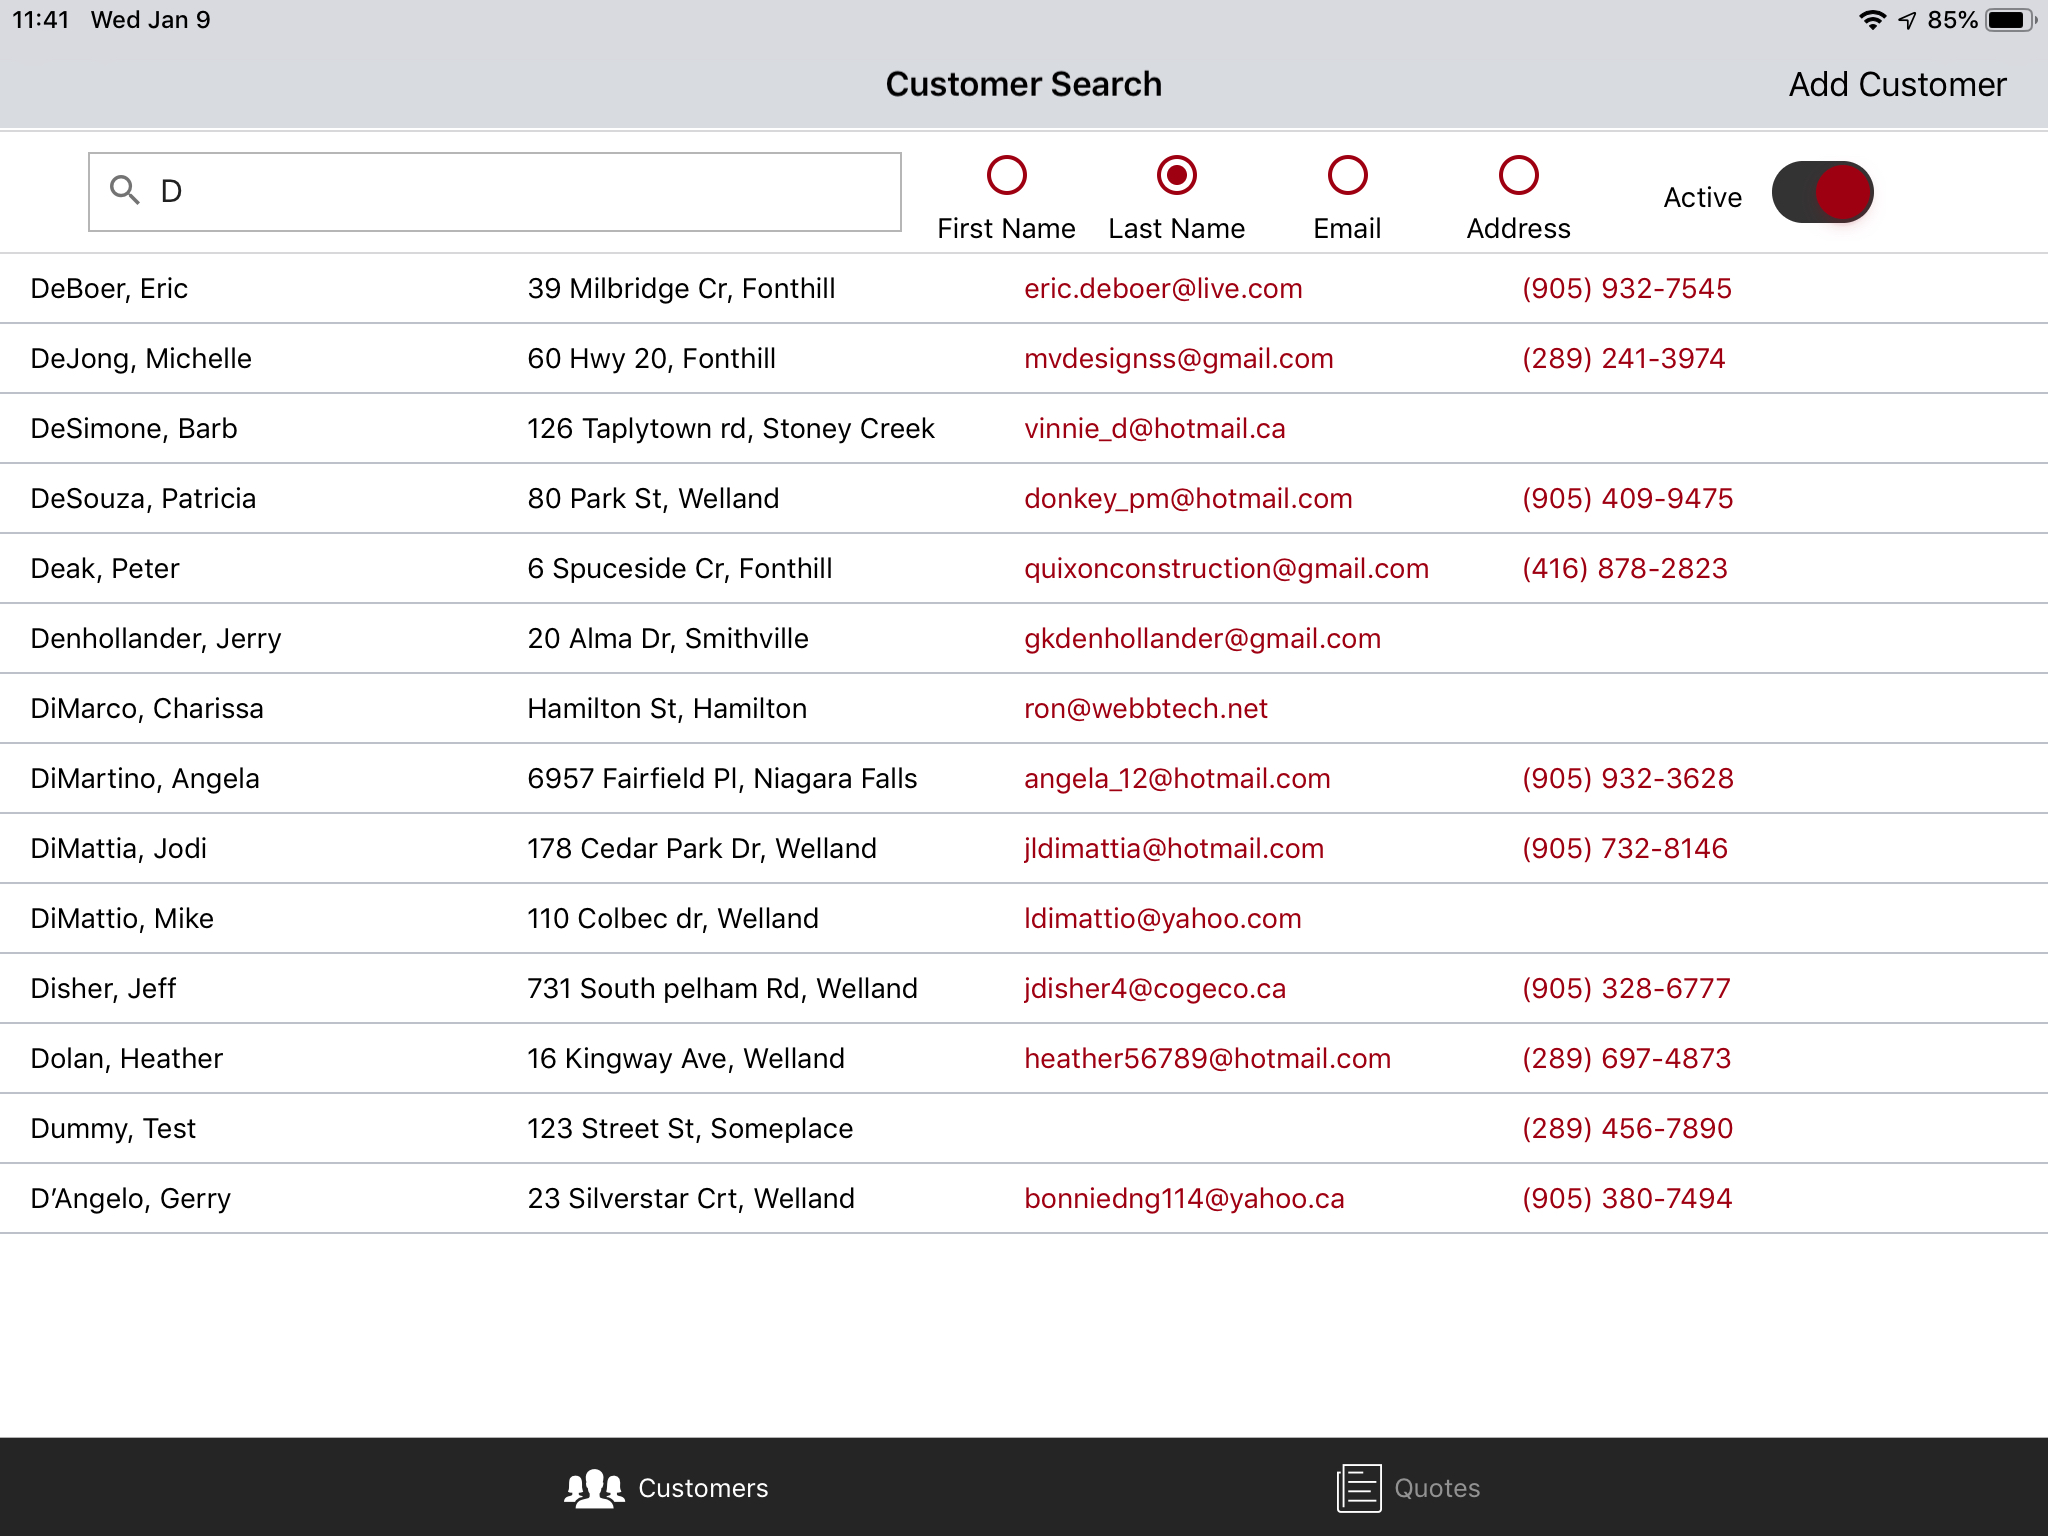 11:41 Wed Jan 9 85%
Customer Search Add Customer
D First Name Last Name Email Address Active
DeBoer, Eric 39 Milbridge Cr, Fonthill eric.deboer@live.com (905) 932-7545
DeJong, Michelle 60 Hwy 20, Fonthill mvdesignss@gmail.com (289) 241-3974
DeSimone, Barb 126 Taplytown rd, Stoney Creek vinnie_d@hotmail.ca
DeSouza, Patricia 80 Park St, Welland donkey_pm@hotmail.com (905) 409-9475
Deak, Peter 6 Spuceside Cr, Fonthill quixonconstruction@gmail.com (416) 878-2823
Denhollander, Jerry 20 Alma Dr, Smithville gkdenhollander@gmail.com
DiMarco, Charissa Hamilton St, Hamilton ron@webbtech.net
DiMartino, Angela 6957 Fairfield Pl, Niagara Falls angela_12@hotmail.com (905) 932-3628
DiMattia, Jodi 178 Cedar Park Dr, Welland jldimattia@hotmail.com (905) 732-8146
DiMattio, Mike 110 Colbec dr, Welland ldimattio@yahoo.com
Disher, Jeff 731 South pelham Rd, Welland jdisher4@cogeco.ca (905) 328-6777
Dolan, Heather 16 Kingway Ave, Welland heather56789@hotmail.com (289) 697-4873
Dummy, Test 123 Street St, Someplace (289) 456-7890
D’Angelo, Gerry 23 Silverstar Crt, Welland bonniedng114@yahoo.ca (905) 380-7494
Customers Quotes